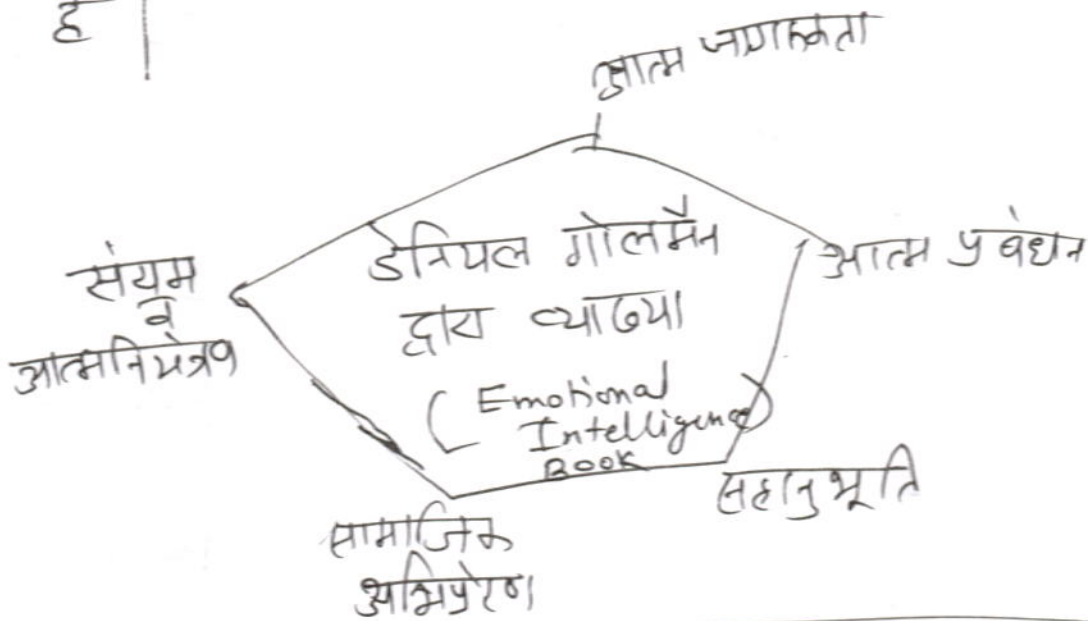 है।
आत्म जागरूकता
डेनियल गोलमैन
द्वारा व्याख्या
(Emotional
Intelligence)
BOOK
आत्म प्रबंधन
सहानुभूति
सामाजिक
अभिप्रेरणा
संयम
व
आत्मनियंत्रण